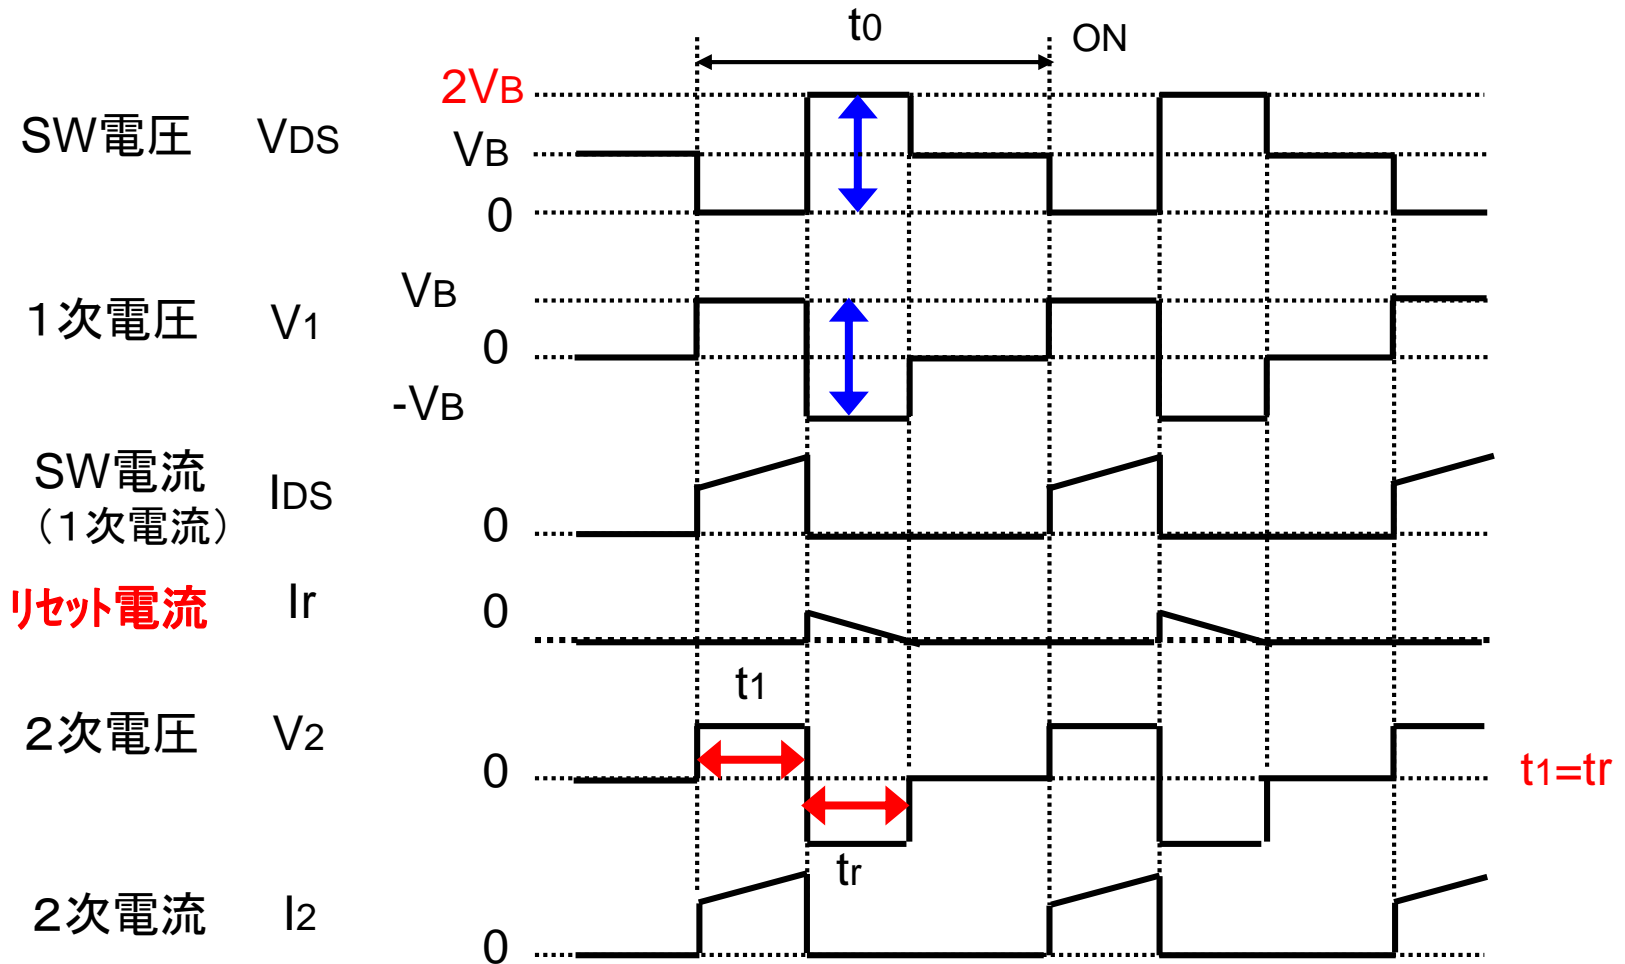 t0
ON
2VB
SW電圧 VDS
VB
0
VB
1次電圧 V1
0
-VB
SW電流
(1次電流)
IDS
0
リセット電流 Ir
0
t1
2次電圧 V2
0
t1=tr
tr
2次電流 I2
0